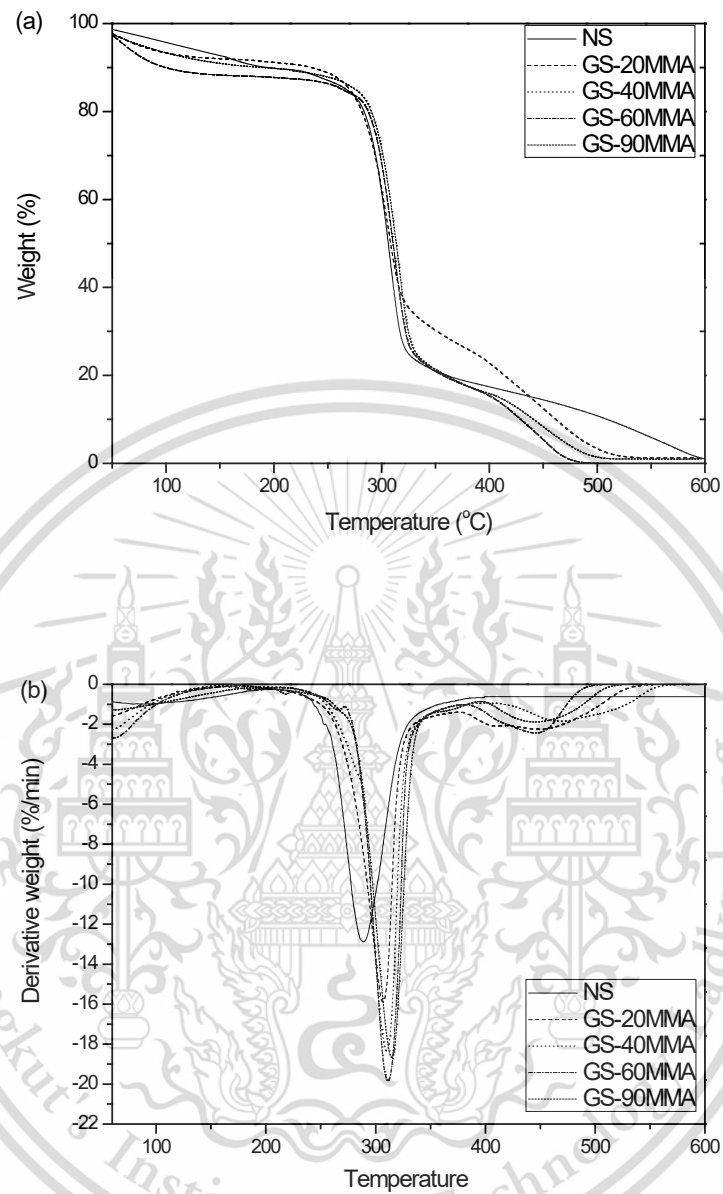 (a)
NS
GS-20MMA
GS-40MMA
GS-60MMA
GS-90MMA
100
80
60
40
20
0
Weight (%)
100 200 300 400 500 600
Temperature (°C)
(b)
0
-2
-4
-6
-8
-10
-12
-14
-16
-18
-20
-22
Derivative weight (%/min)
NS
GS-20MMA
GS-40MMA
GS-60MMA
GS-90MMA
100 200 300 400 500 600
Temperature